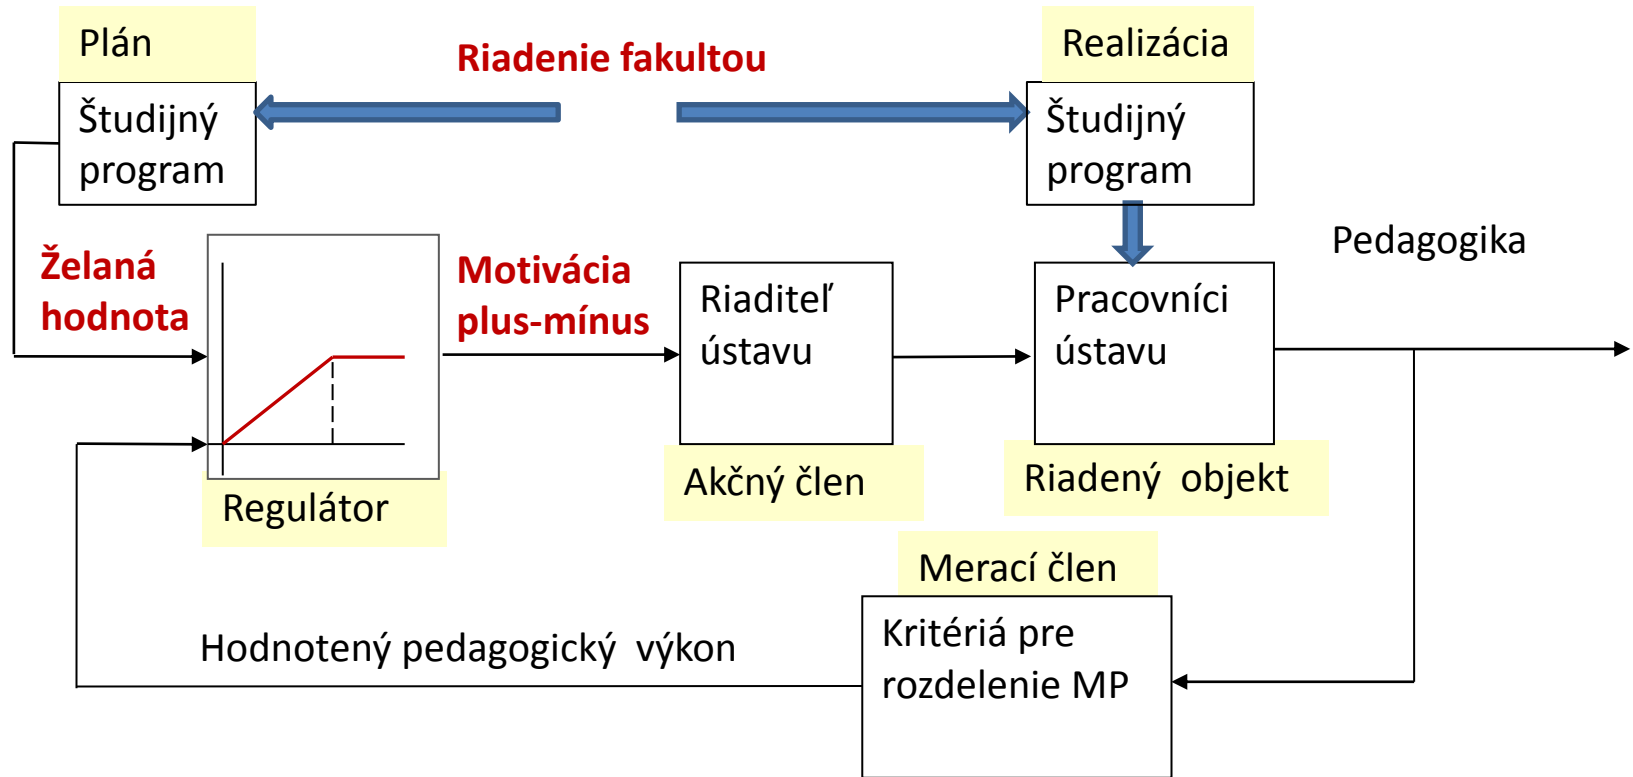 Plán
Riadenie fakultou
Realizácia
Študijný
program
Študijný
program
Želaná
hodnota
Motivácia
plus-mínus
Riaditeľ
ústavu
Pracovníci
ústavu
Pedagogika
Regulátor
Akčný člen
Riadený objekt
Merací člen
Kritériá pre
rozdelenie MP
Hodnotený pedagogický výkon